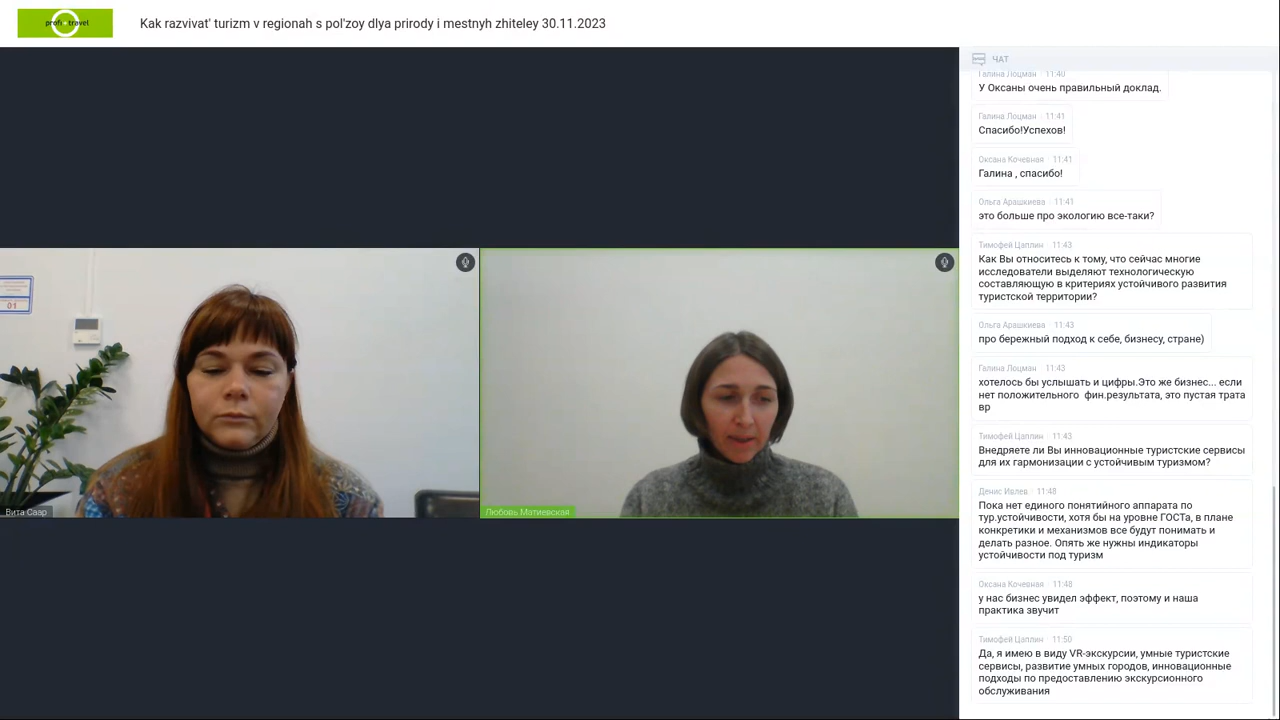 profi travel
Kak razvivat' turizm v regionah s pol'zoy dlya prirody i mestnyh zhiteley 30.11.2023
01
Вита Саар
Любовь Матиевская
ЧАТ
Галина Лоцман 11:40
У Оксаны очень правильный доклад.
Галина Лоцман 11:41
Спасибо!Успехов!
Оксана Кочевная 11:41
Галина , спасибо!
Ольга Арашкиева 11:41
это больше про экологию все-таки?
Тимофей Цаплин 11:43
Как Вы относитесь к тому, что сейчас многие
исследователи выделяют технологическую
составляющую в критериях устойчивого развития
туристской территории?
Ольга Арашкиева 11:43
про бережный подход к себе, бизнесу, стране)
Галина Лоцман 11:43
хотелось бы услышать и цифры.Это же бизнес... если
нет положительного фин.результата, это пустая трата
вр
Тимофей Цаплин 11:43
Внедряете ли Вы инновационные туристские сервисы
для их гармонизации с устойчивым туризмом?
Денис Ивлев 11:48
Пока нет единого понятийного аппарата по
тур.устойчивости, хотя бы на уровне ГОСТа, в плане
конкретики и механизмов все будут понимать и
делать разное. Опять же нужны индикаторы
устойчивости под туризм
Оксана Кочевная 11:48
у нас бизнес увидел эффект, поэтому и наша
практика звучит
Тимофей Цаплин 11:50
Да, я имею в виду VR-экскурсии, умные туристские
сервисы, развитие умных городов, инновационные
подходы по предоставлению экскурсионного
обслуживания